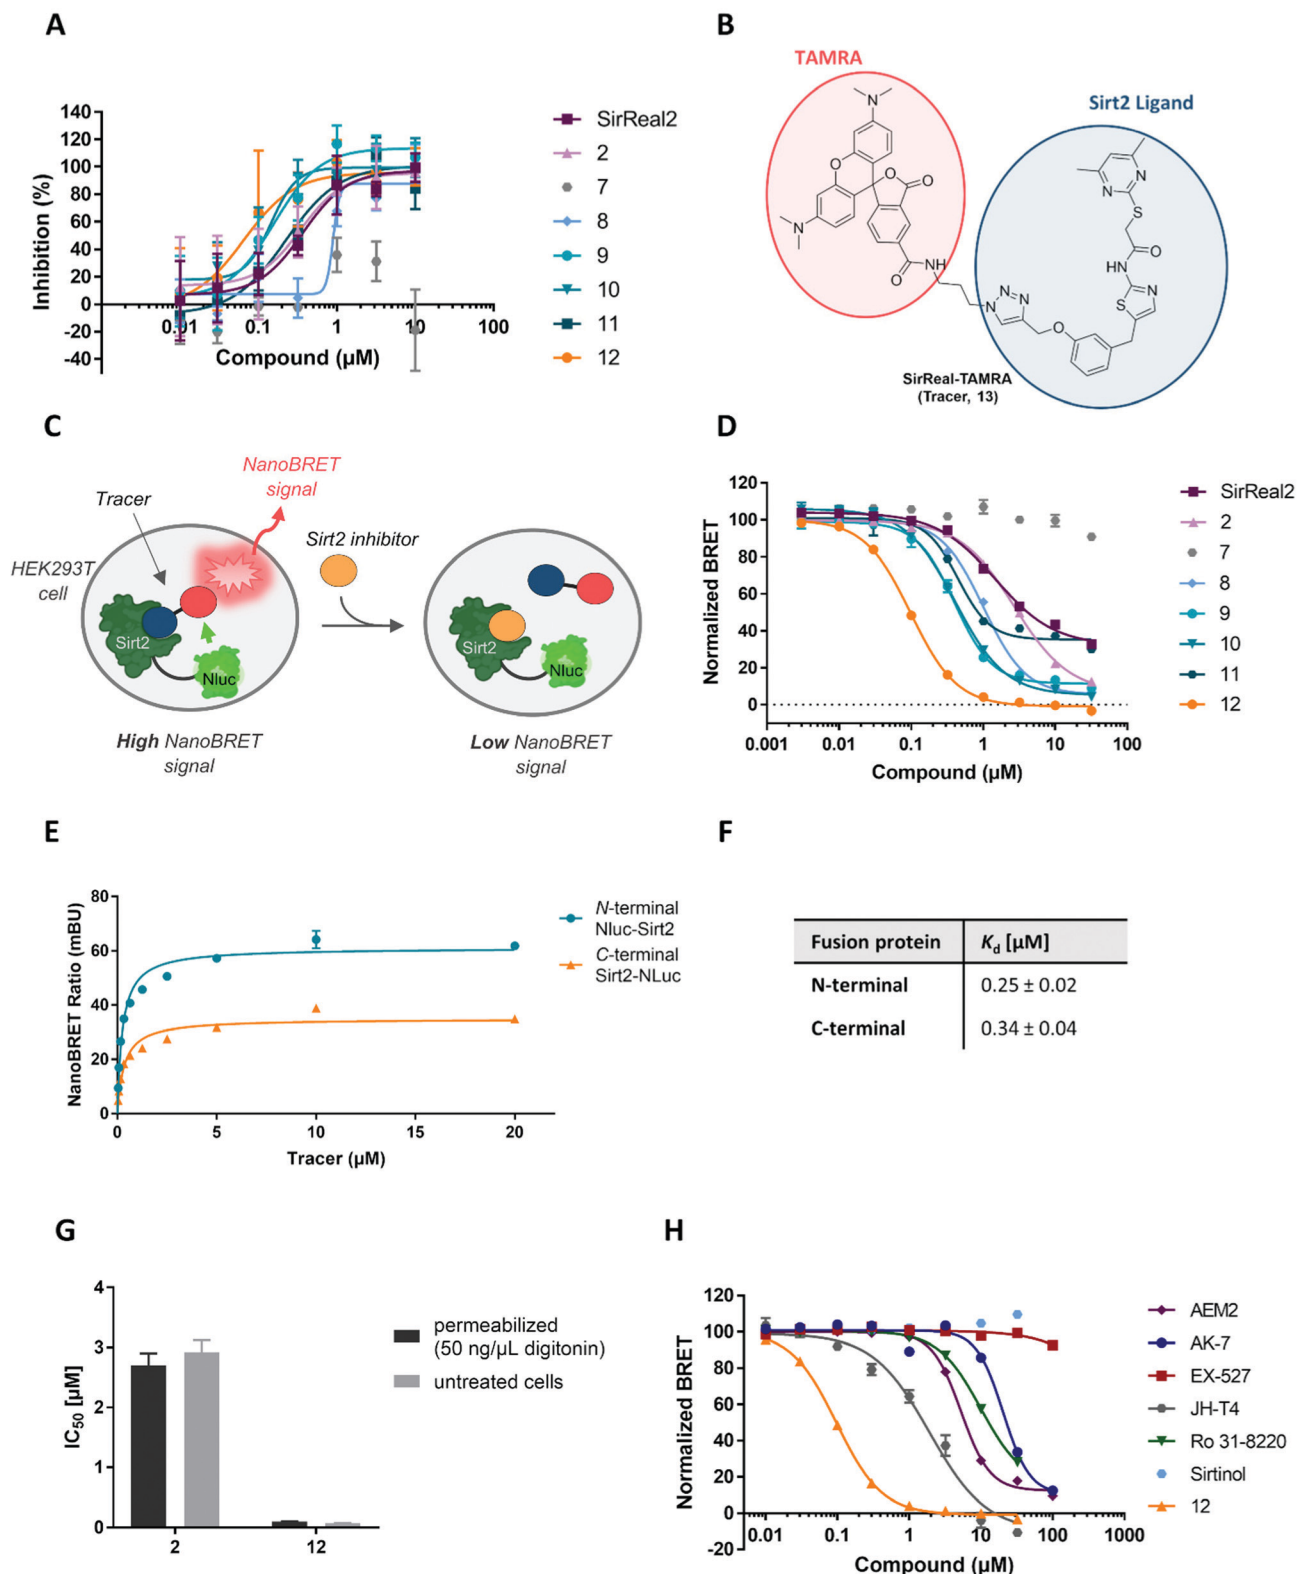 A
140
120
100
80
60
40
20
0
-20
-40
Inhibition (%)
0.01
0.1
1
10
100
Compound (µM)
SirReal2
2
7
8
9
10
11
12
B
TAMRA
Sirt2 Ligand
N
O
O
O
N
O
NH
N=N
N
O
N
N
S
O
HN
S
N
SirReal-TAMRA
(Tracer, 13)
C
NanoBRET
signal
Tracer
HEK293T
cell
Sirt2
Nluc
Sirt2 inhibitor
Sirt2
Nluc
High NanoBRET
signal
Low NanoBRET
signal
D
120
100
80
60
40
20
0
Normalized BRET
0.001
0.01
0.1
1
10
100
Compound (µM)
SirReal2
2
7
8
9
10
11
12
E
80
60
40
20
0
NanoBRET Ratio (mBU)
0
5
10
15
20
Tracer (µM)
N-terminal
Nluc-Sirt2
C-terminal
Sirt2-NLuc
F
Fusion protein Kd [µM]
N-terminal 0.25 ± 0.02
C-terminal 0.34 ± 0.04
G
4
3
2
1
0
IC50 [µM]
2
12
permeabilized
(50 ng/µL digitonin)
untreated cells
H
120
100
80
60
40
20
0
-20
Normalized BRET
0.01
0.1
1
10
100
1000
Compound (µM)
AEM2
AK-7
EX-527
JH-T4
Ro 31-8220
Sirtinol
12